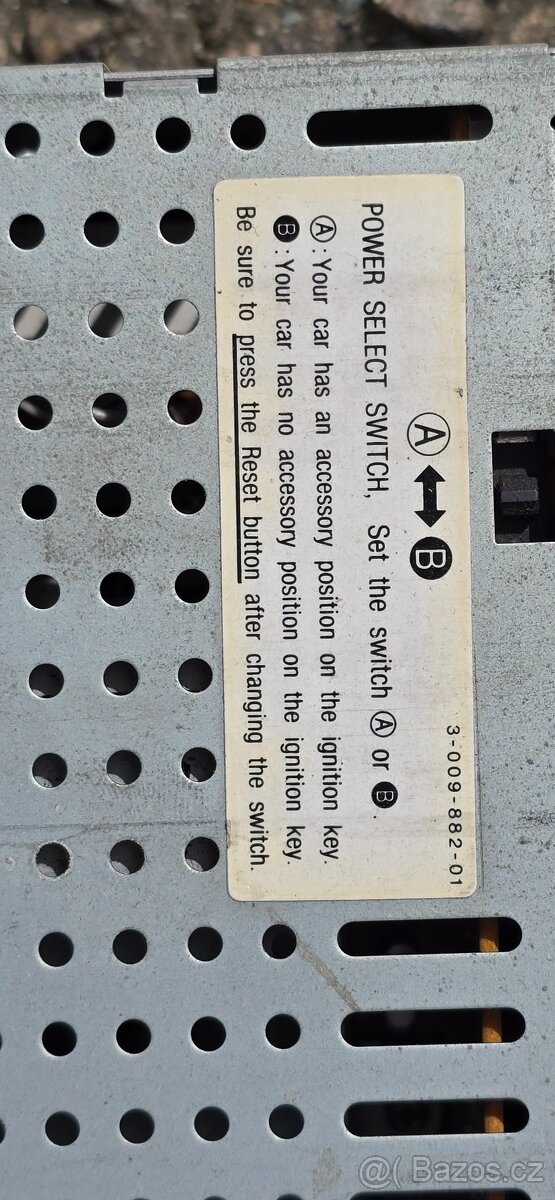 3-009-882-01
Ⓐ ↔ 🅑
POWER SELECT SWITCH, Set the switch Ⓐ or 🅑.
Ⓐ: Your car has an accessory position on the ignition key.
🅑: Your car has no accessory position on the ignition key.
Be sure to press the Reset button after changing the switch.
@( Bazos.cz